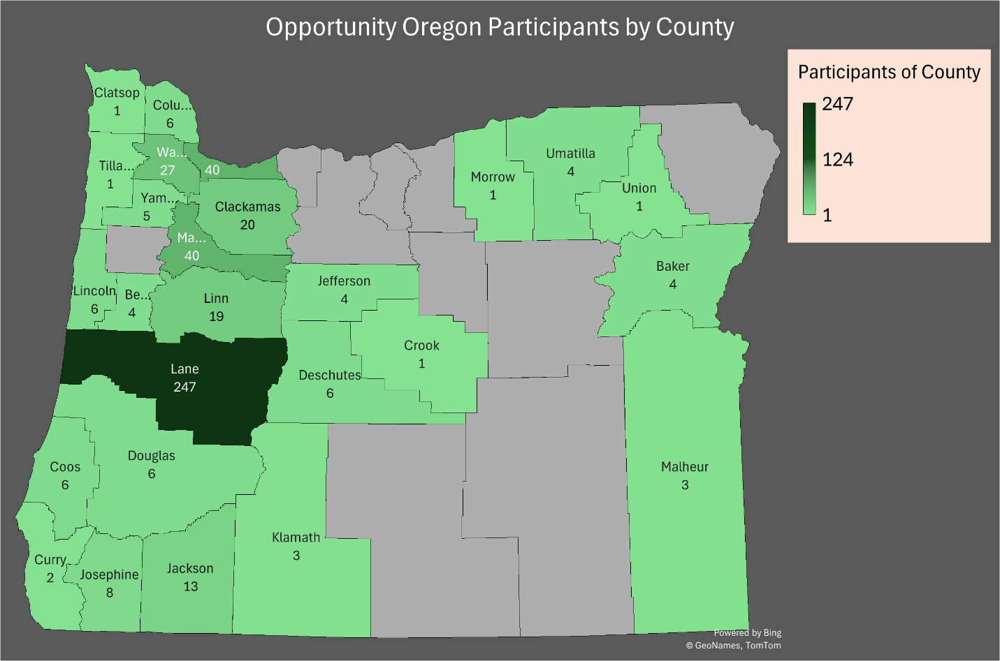 Opportunity Oregon Participants by County
Participants of County
247
124
1
Clatsop
1
Colu...
6
Wa...
27
40
Tilla...
1
Yam...
5
Clackamas
20
Ma...
40
Lincoln
6
Be...
4
Linn
19
Jefferson
4
Morrow
1
Umatilla
4
Union
1
Baker
4
Lane
247
Deschutes
6
Crook
1
Coos
6
Douglas
6
Malheur
3
Curry
2
Josephine
8
Jackson
13
Klamath
3
Powered by Bing
© GeoNames, TomTom